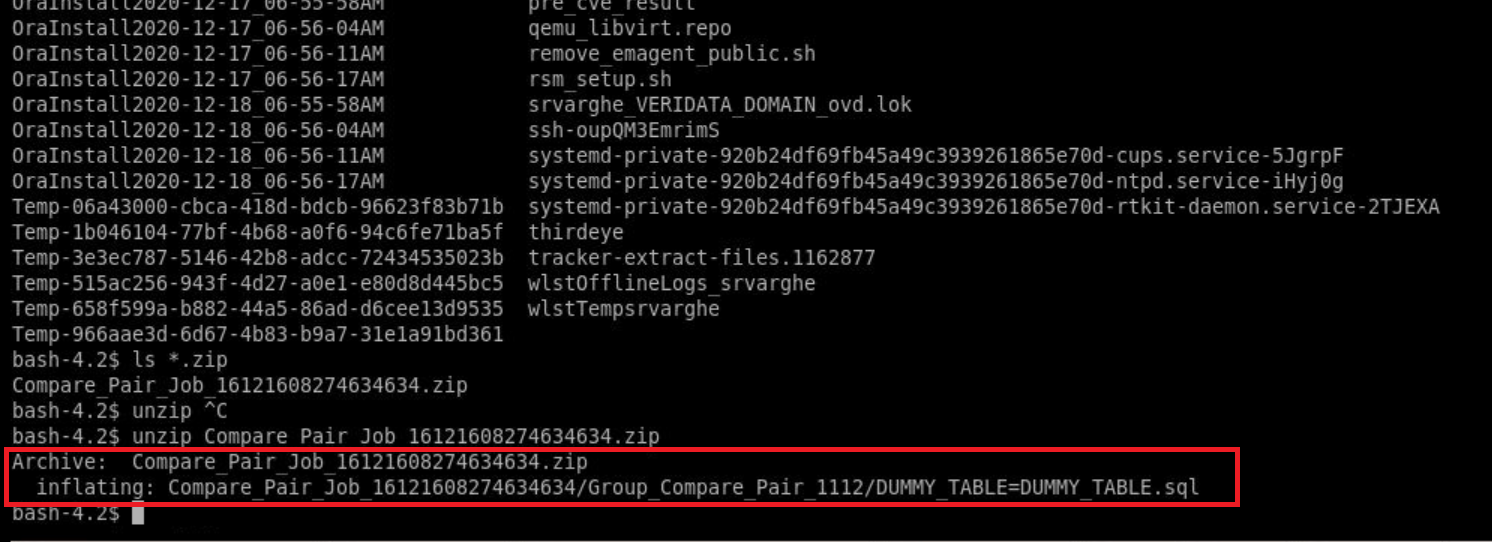 OraInstall2020-12-17_06-55-58AM pre_cve_result
OraInstall2020-12-17_06-56-04AM qemu_libvirt.repo
OraInstall2020-12-17_06-56-11AM remove_emagent_public.sh
OraInstall2020-12-17_06-56-17AM rsm_setup.sh
OraInstall2020-12-18_06-55-58AM srvarghe_VERIDATA_DOMAIN_ovd.lok
OraInstall2020-12-18_06-56-04AM ssh-oupQM3EmrimS
OraInstall2020-12-18_06-56-11AM systemd-private-920b24df69fb45a49c3939261865e70d-cups.service-5JgrpF
OraInstall2020-12-18_06-56-17AM systemd-private-920b24df69fb45a49c3939261865e70d-ntpd.service-iHyj0g
Temp-06a43000-cbca-418d-bdcb-96623f83b71b systemd-private-920b24df69fb45a49c3939261865e70d-rtkit-daemon.service-2TJEXA
Temp-1b046104-77bf-4b68-a0f6-94c6fe71ba5f thirdeye
Temp-3e3ec787-5146-42b8-adcc-72434535023b tracker-extract-files.1162877
Temp-515ac256-943f-4d27-a0e1-e80d8d445bc5 wlstOfflineLogs_srvarghe
Temp-658f599a-b882-44a5-86ad-d6cee13d9535 wlstTempsrvarghe
Temp-966aae3d-6d67-4b83-b9a7-31e1a91bd361
bash-4.2$ ls *.zip
Compare_Pair_Job_16121608274634634.zip
bash-4.2$ unzip ^C
bash-4.2$ unzip Compare_Pair_Job_16121608274634634.zip
Archive:  Compare_Pair_Job_16121608274634634.zip
  inflating: Compare_Pair_Job_16121608274634634/Group_Compare_Pair_1112/DUMMY_TABLE=DUMMY_TABLE.sql
bash-4.2$